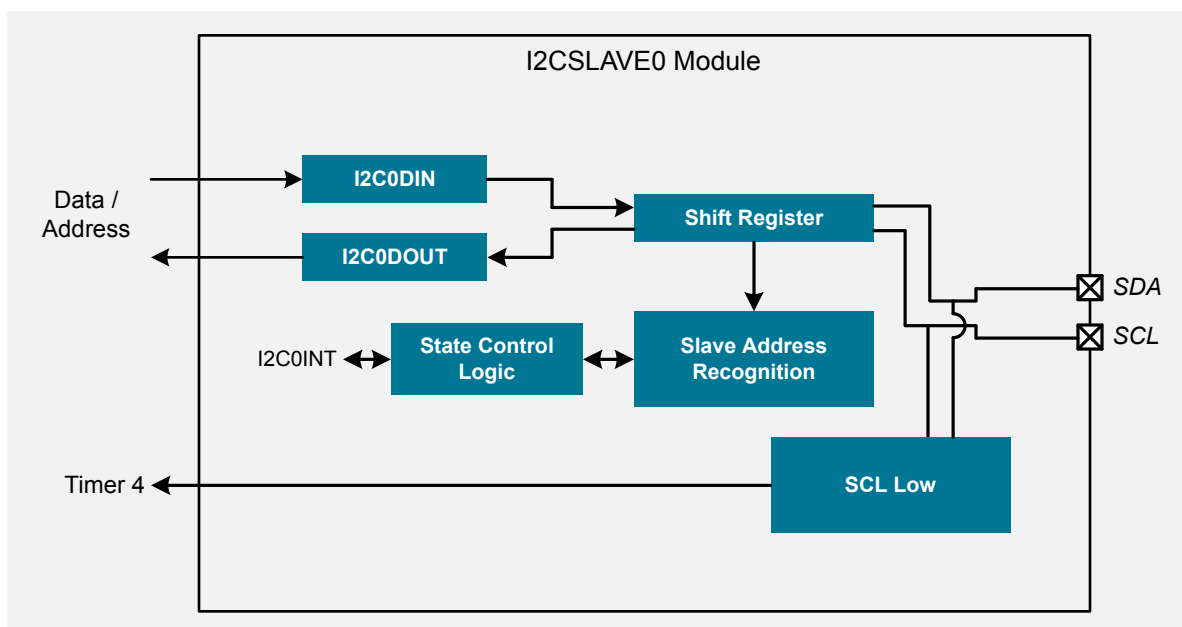 I2CSLAVE0 Module
Data /
Address
I2C0DIN
I2C0DOUT
Shift Register
SDA
SCL
I2C0INT
State Control
Logic
Slave Address
Recognition
Timer 4
SCL Low